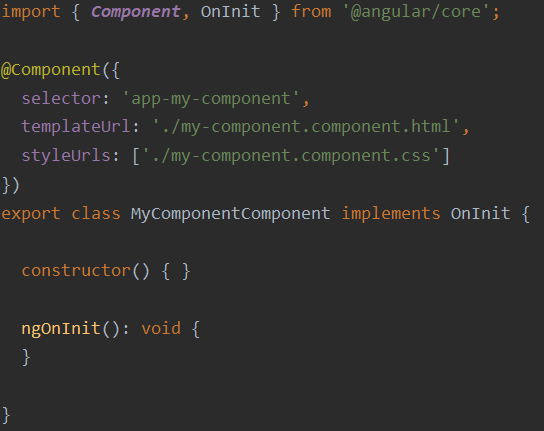 import { Component, OnInit } from '@angular/core';
@Component({
selector: 'app-my-component',
templateUrl: './my-component.component.html',
styleUrls: ['./my-component.component.css']
})
export class MyComponentComponent implements OnInit {
constructor() { }
ngOnInit(): void {
}
}